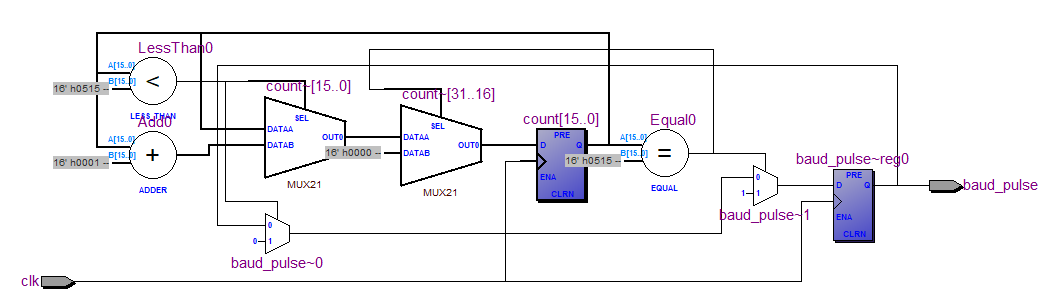 LessThan0
A[15..0]
B[15..0]
16' h0515
<
LESS_THAN
Add0
A[15..0]
B[15..0]
16' h0001
+
ADDER
count~[15..0]
SEL
DATAA
DATAB
OUT0
MUX21
count~[31..16]
SEL
DATAA
DATAB
OUT0
16' h0000
MUX21
count[15..0]
PRE
D
Q
ENA
CLRN
Equal0
A[15..0]
B[15..0]
16' h0515
=
EQUAL
baud_pulse~0
0
0
1
baud_pulse~1
0
1
1
baud_pulse~reg0
PRE
D
Q
ENA
CLRN
baud_pulse
clk